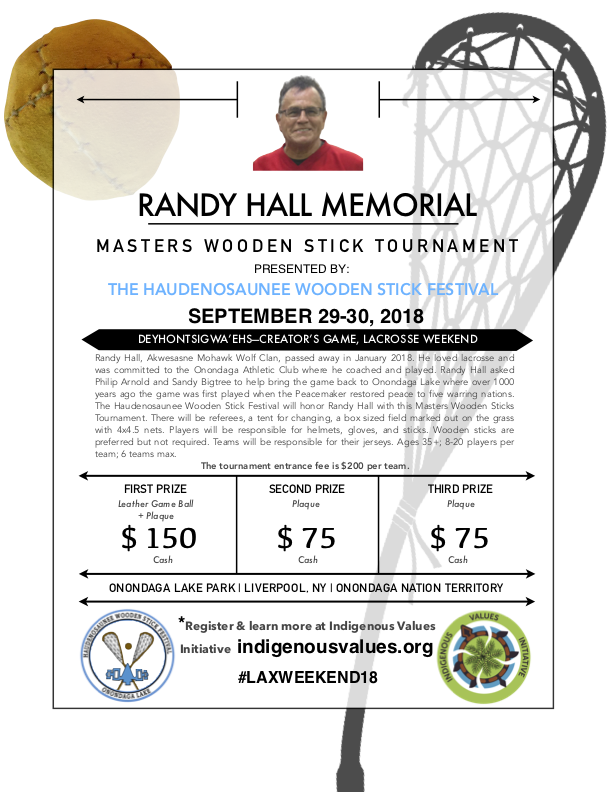 RANDY HALL MEMORIAL
MASTERS WOODEN STICK TOURNAMENT
PRESENTED BY:
THE HAUDENOSAUNEE WOODEN STICK FESTIVAL
SEPTEMBER 29-30, 2018
DEYHONTSIGWA'EHS—CREATOR'S GAME, LACROSSE WEEKEND
Randy Hall, Akwesasne Mohawk Wolf Clan, passed away in January 2018. He loved lacrosse and
was committed to the Onondaga Athletic Club where he coached and played. Randy Hall asked
Philip Arnold and Sandy Bigtree to help bring the game back to Onondaga Lake where over 1000
years ago the game was first played when the Peacemaker restored peace to five warring nations.
The Haudenosaunee Wooden Stick Festival will honor Randy Hall with this Masters Wooden Sticks
Tournament. There will be referees, a tent for changing, a box sized field marked out on the grass
with 4x4.5 nets. Players will be responsible for helmets, gloves, and sticks. Wooden sticks are
preferred but not required. Teams will be responsible for their jerseys. Ages 35+; 8-20 players per
team; 6 teams max.
The tournament entrance fee is $200 per team.
FIRST PRIZE
Leather Game Ball
+ Plaque
$ 150
Cash
SECOND PRIZE
Plaque
$ 75
Cash
THIRD PRIZE
Plaque
$ 75
Cash
ONONDAGA LAKE PARK | LIVERPOOL, NY | ONONDAGA NATION TERRITORY
HAUDENOSAUNEE WOODEN STICK FESTIVAL
ONONDAGA LAKE
*Register & learn more at Indigenous Values
Initiative indigenousvalues.org
#LAXWEEKEND18
INDIGENOUS VALUES INITIATIVE